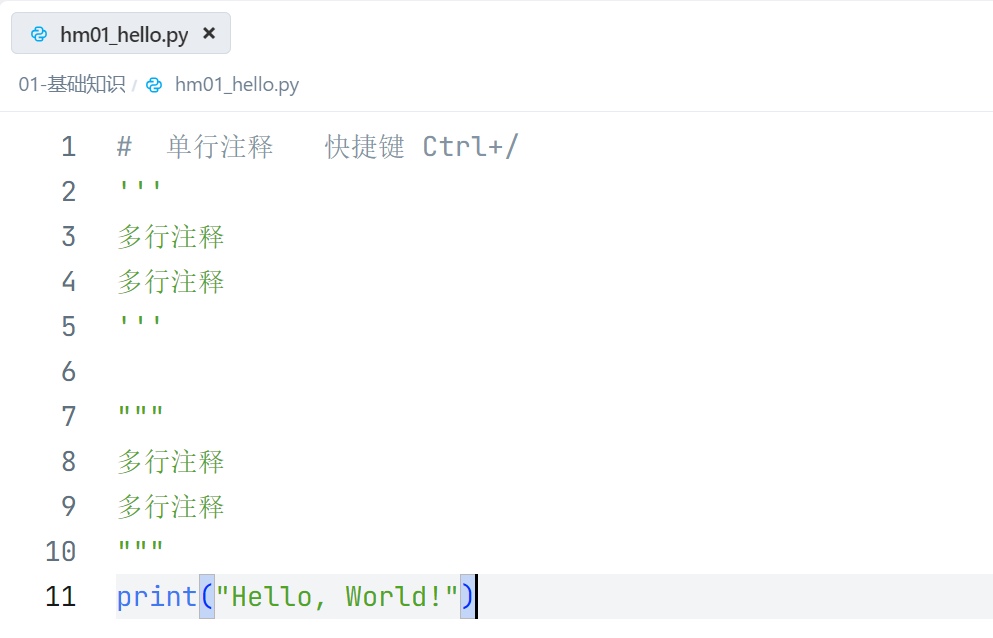 hm01_hello.py ×
01-基础知识 / hm01_hello.py
1 #  单行注释   快捷键 Ctrl+/
2 '''
3 多行注释
4 多行注释
5 '''
6
7 """
8 多行注释
9 多行注释
10 """
11 print("Hello, World!")